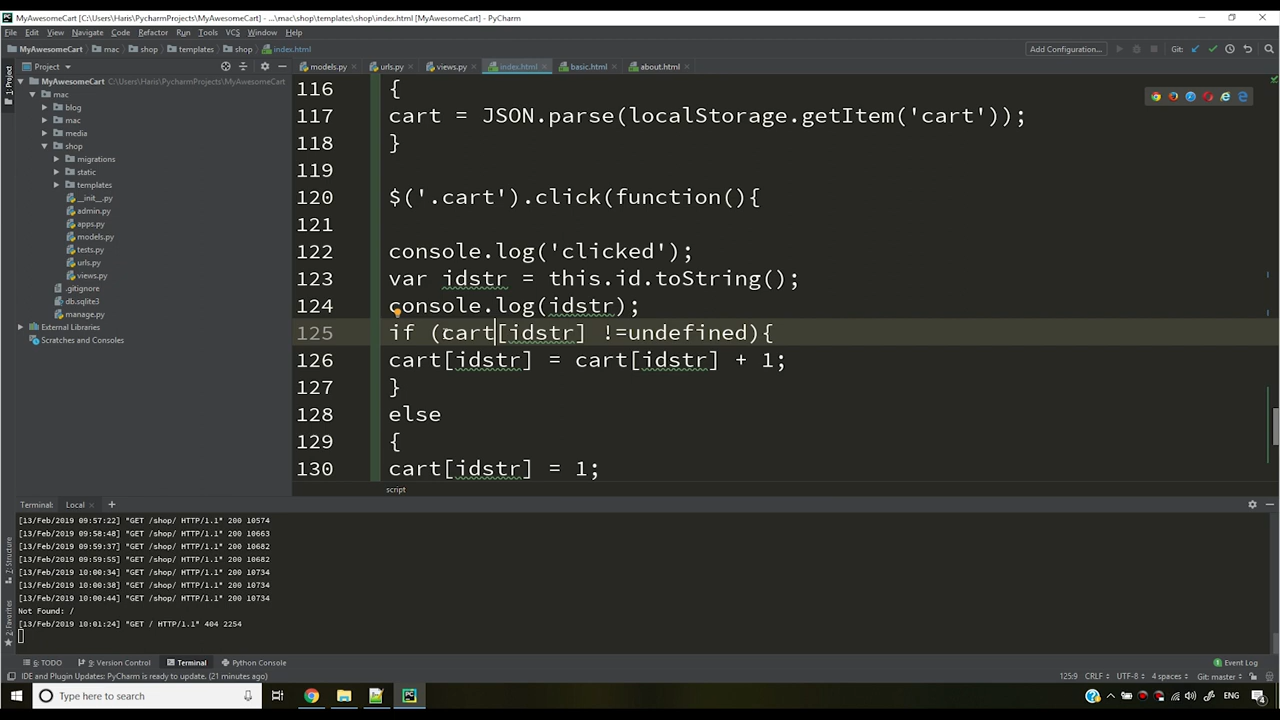 MyAwesomeCart [C:\Users\Haris\PycharmProjects\MyAwesomeCart] - ...\mac\shop\templates\shop\index.html [MyAwesomeCart] - PyCharm
File Edit View Navigate Code Refactor Run Tools VCS Window Help
MyAwesomeCart mac shop templates shop index.html Add Configuration... Git:
Project models.py urls.py views.py index.html basic.html about.html
MyAwesomeCart C:\Users\Haris\PycharmProjects\MyAwesomeCart
mac
blog
mac
media
shop
migrations
static
templates
__init__.py
admin.py
apps.py
models.py
tests.py
urls.py
views.py
.gitignore
db.sqlite3
manage.py
External Libraries
Scratches and Consoles
1: Project
116 {
117 cart = JSON.parse(localStorage.getItem('cart'));
118 }
119
120 $('.cart').click(function(){
121
122 console.log('clicked');
123 var idstr = this.id.toString();
124 console.log(idstr);
125 if (cart[idstr] !=undefined){
126 cart[idstr] = cart[idstr] + 1;
127 }
128 else
129 {
130 cart[idstr] = 1;
script
Terminal: Local +
[13/Feb/2019 09:57:22] "GET /shop/ HTTP/1.1" 200 10574
[13/Feb/2019 09:58:48] "GET /shop/ HTTP/1.1" 200 10663
[13/Feb/2019 09:59:37] "GET /shop/ HTTP/1.1" 200 10682
[13/Feb/2019 09:59:55] "GET /shop/ HTTP/1.1" 200 10682
[13/Feb/2019 10:00:34] "GET /shop/ HTTP/1.1" 200 10734
[13/Feb/2019 10:00:38] "GET /shop/ HTTP/1.1" 200 10734
[13/Feb/2019 10:00:44] "GET /shop/ HTTP/1.1" 200 10734
Not Found: /
[13/Feb/2019 10:01:24] "GET / HTTP/1.1" 404 2254
7: Structure
2: Favorites
6: TODO 9: Version Control Terminal Python Console Event Log
IDE and Plugin Updates: PyCharm is ready to update. (21 minutes ago) 125:9 CRLF UTF-8 4 spaces Git: master
Type here to search 4